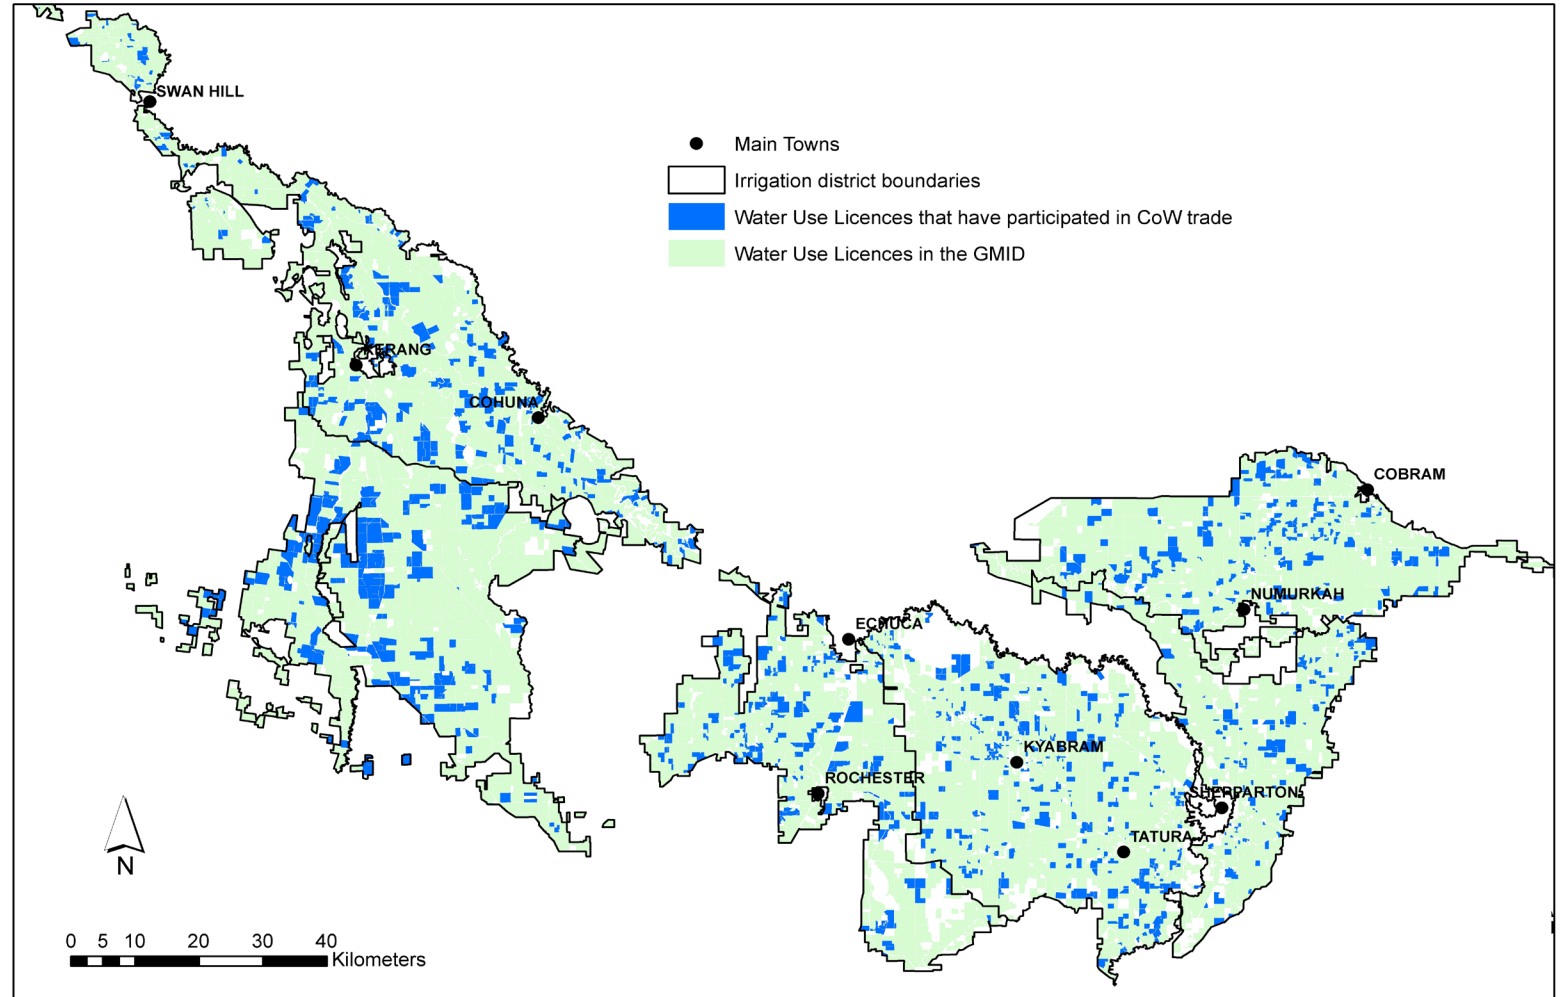 SWAN HILL
Main Towns
Irrigation district boundaries
Water Use Licences that have participated in CoW trade
Water Use Licences in the GMID
KERANG
COHUNA
COBRAM
NUMURKAH
ECHUCA
KYABRAM
ROCHESTER
SHEPPARTON
TATURA
N
0 5 10 20 30 40
Kilometers